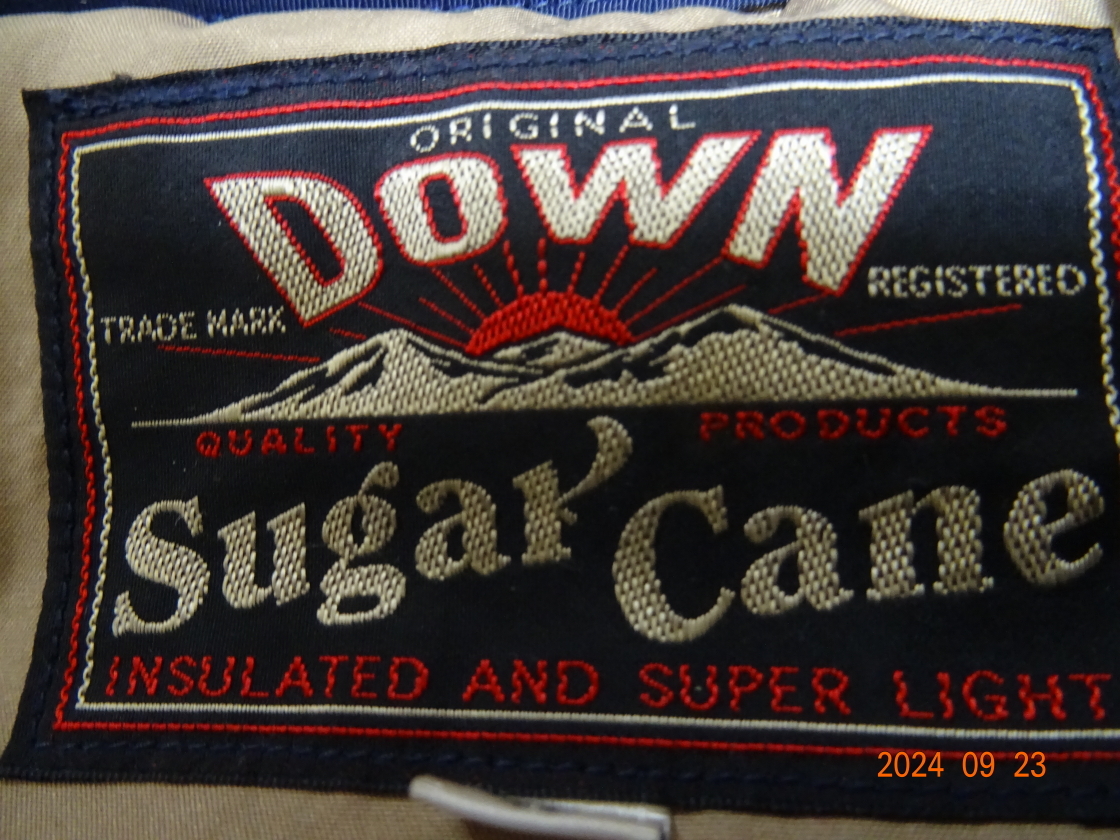 ORIGINAL
DOWN
TRADE MARK
REGISTERED
QUALITY PRODUCTS
Sugar Cane
INSULATED AND SUPER LIGHT
2024 09 23